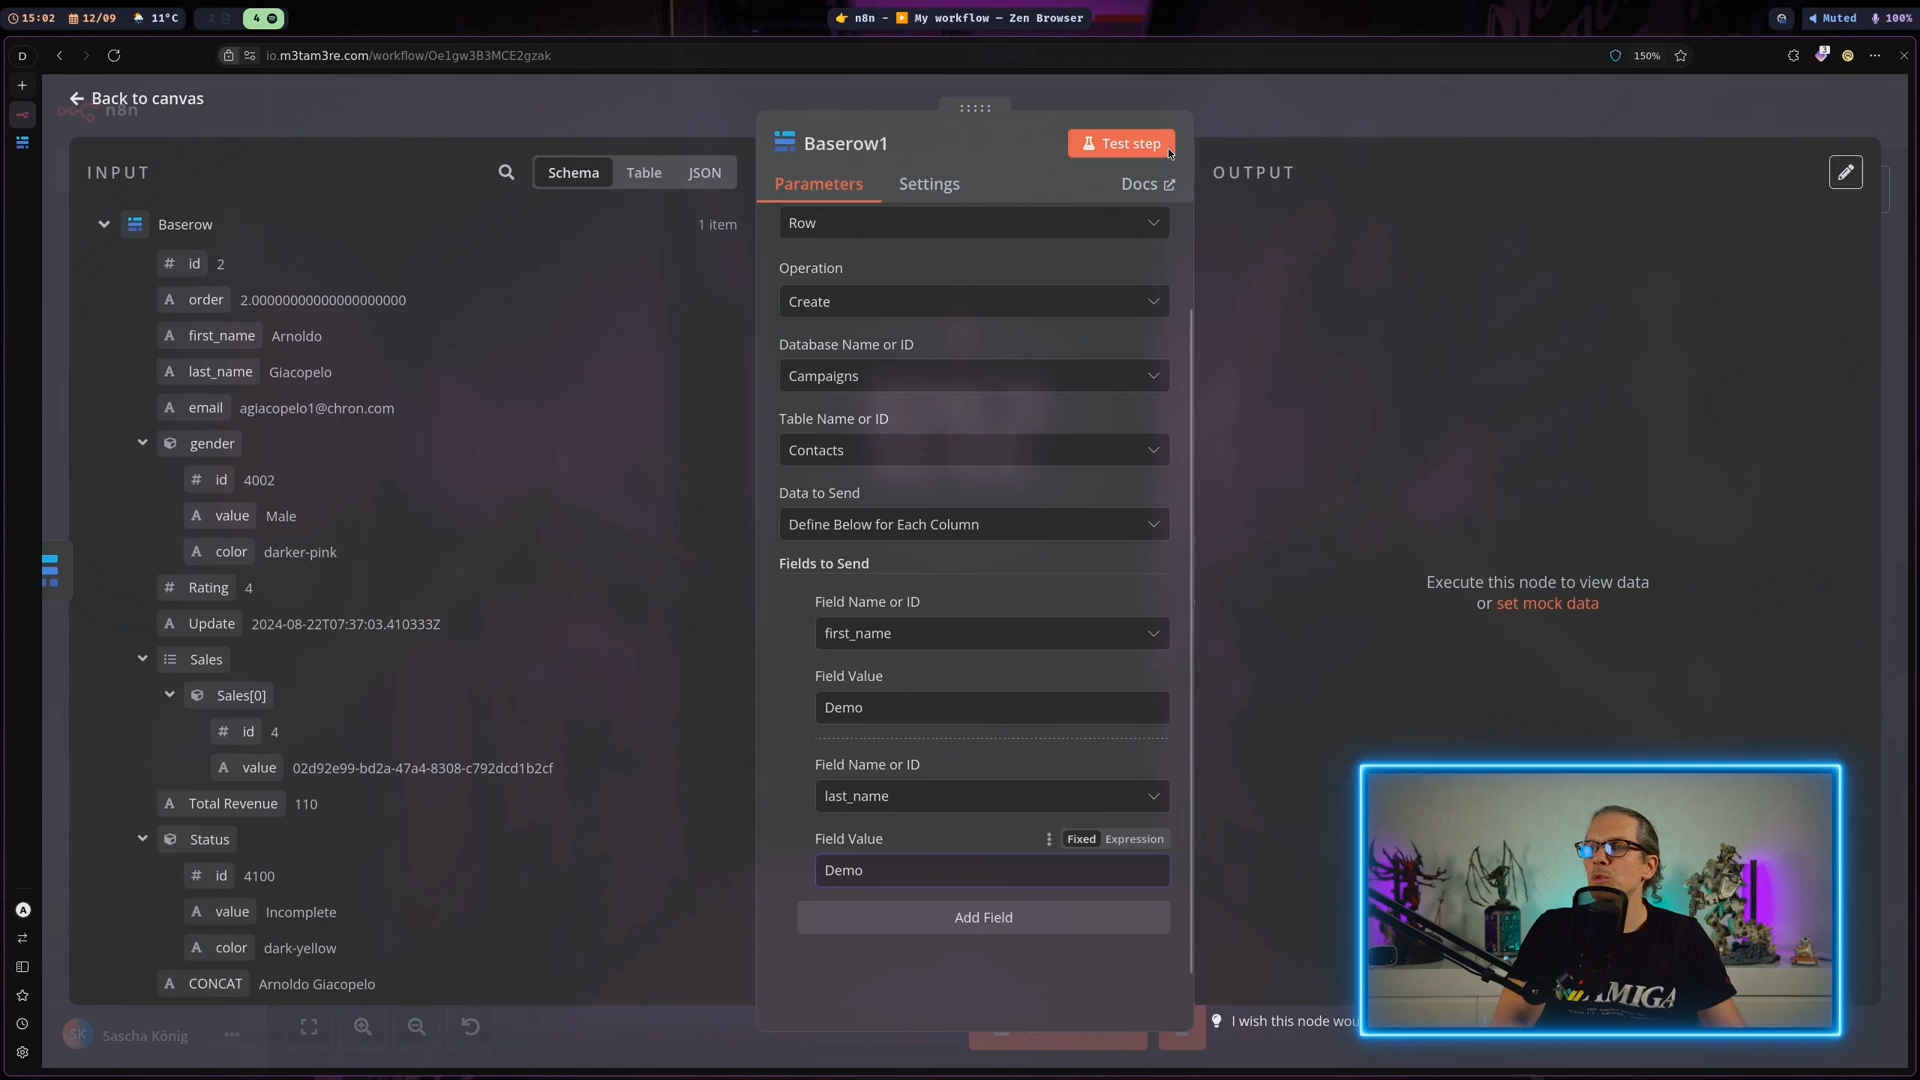 15:02 12/09 11°C 2 4
👉 n8n - ▶️ My workflow — Zen Browser
Muted 100%
D
io.m3tam3re.com/workflow/Oe1gw3B3MCE2gzak
150%
3
Back to canvas
n8n
INPUT
Schema Table JSON
Baserow 1 item
# id 2
A order 2.00000000000000000000
A first_name Arnoldo
A last_name Giacopelo
A email agiacopelo1@chron.com
gender
# id 4002
A value Male
A color darker-pink
# Rating 4
A Update 2024-08-22T07:37:03.410333Z
Sales
Sales[0]
# id 4
A value 02d92e99-bd2a-47a4-8308-c792dcd1b2cf
A Total Revenue 110
Status
# id 4100
A value Incomplete
A color dark-yellow
A CONCAT Arnoldo Giacopelo
A
SK Sascha König
Baserow1
Test step
Parameters Settings Docs
Row
Operation
Create
Database Name or ID
Campaigns
Table Name or ID
Contacts
Data to Send
Define Below for Each Column
Fields to Send
Field Name or ID
first_name
Field Value
Demo
Field Name or ID
last_name
Field Value Fixed Expression
Demo
Add Field
OUTPUT
Execute this node to view data
or set mock data
I wish this node wou
AMIGA